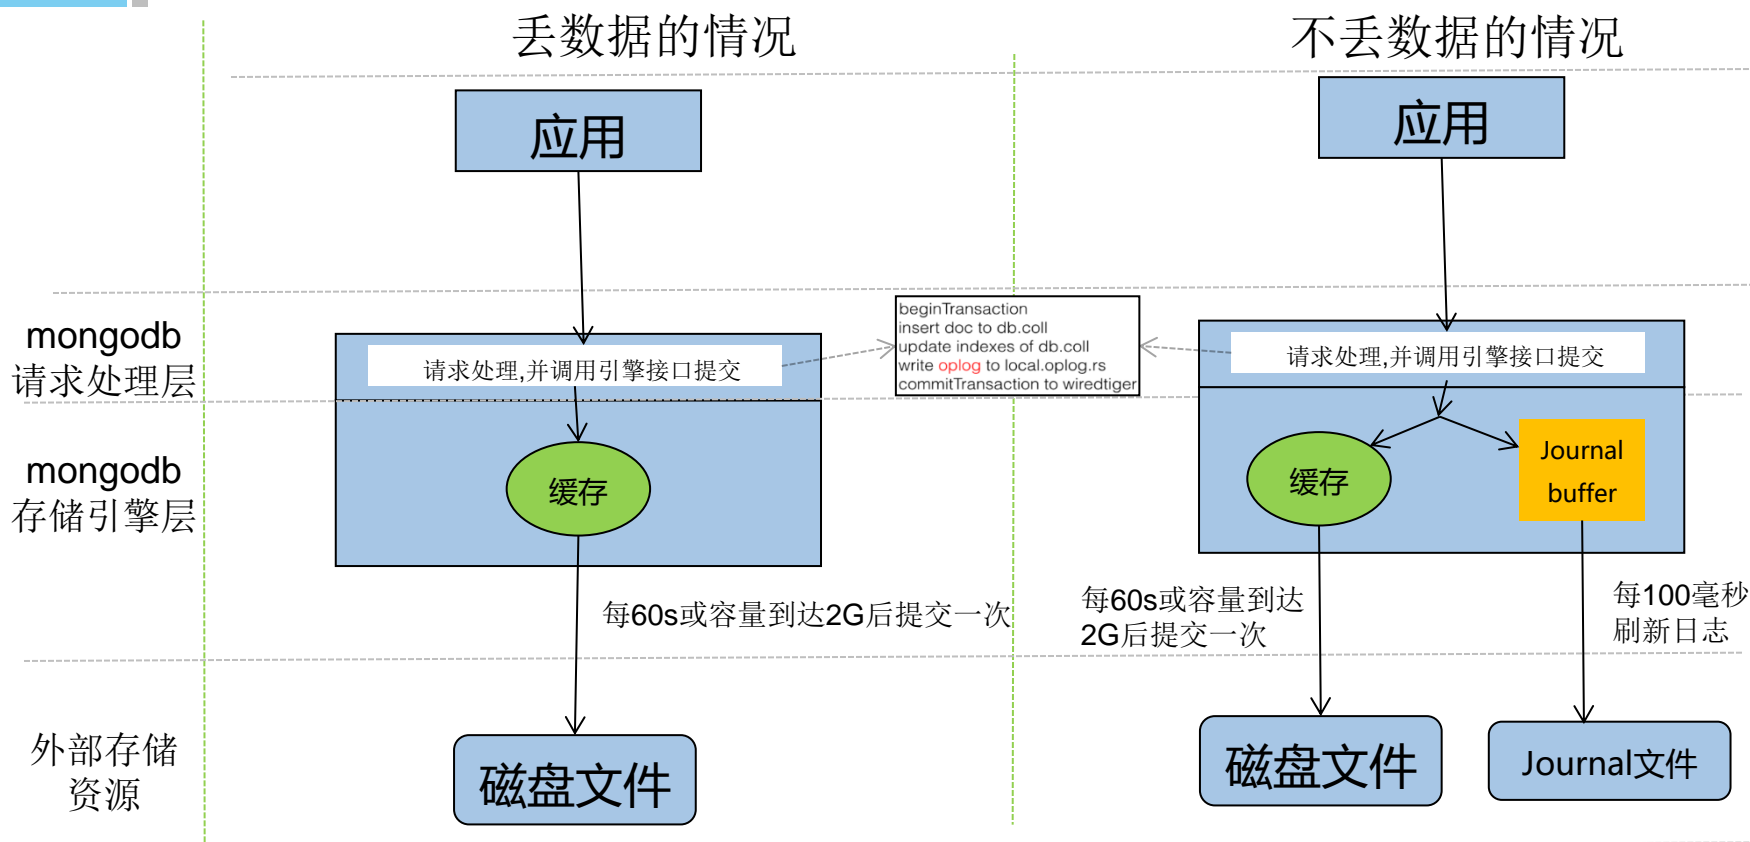 丢数据的情况
不丢数据的情况
应用
应用
mongodb
请求处理层
请求处理,并调用引擎接口提交
beginTransaction
insert doc to db.coll
update indexes of db.coll
write oplog to local.oplog.rs
commitTransaction to wiredtiger
请求处理,并调用引擎接口提交
mongodb
存储引擎层
缓存
缓存
Journal
buffer
每60s或容量到达2G后提交一次
每60s或容量到达
2G后提交一次
每100毫秒
刷新日志
外部存储
资源
磁盘文件
磁盘文件
Journal文件